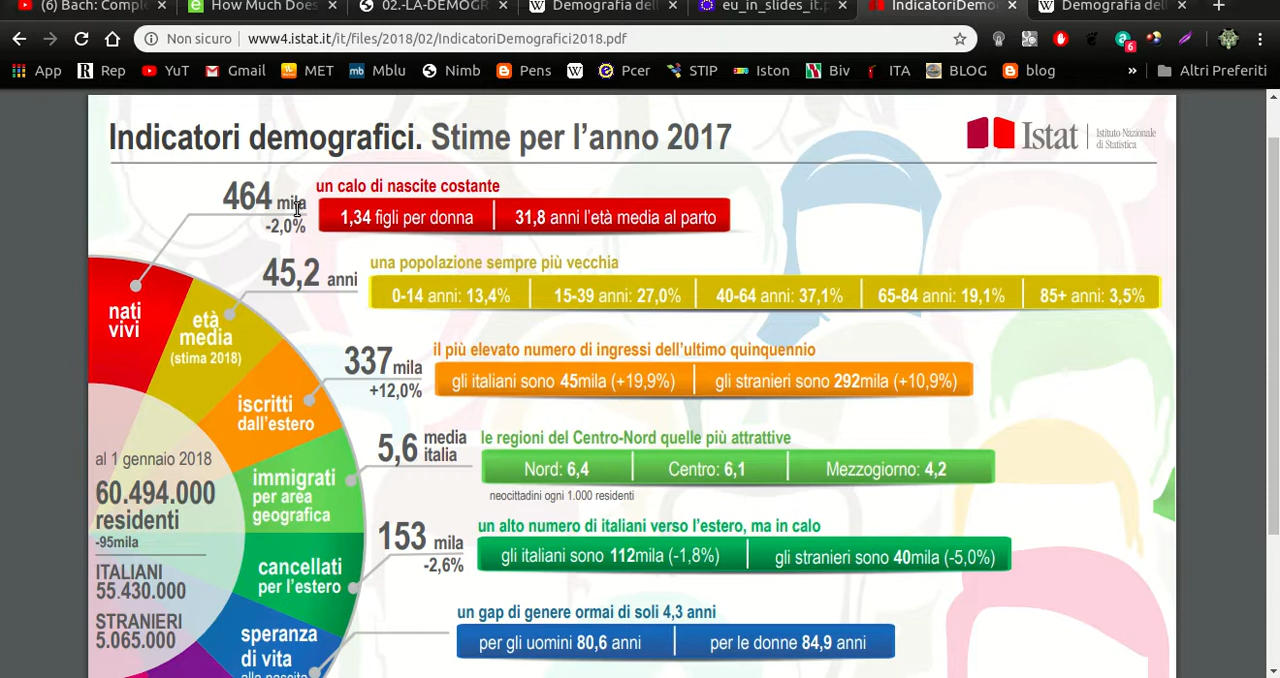 (6) Bach: Comple
How Much Does
02.-LA-DEMOGR
Demografia dell
eu_in_slides_it.p
IndicatoriDemo
Demografia dell
Non sicuro
www4.istat.it/it/files/2018/02/IndicatoriDemografici2018.pdf
6
App
Rep
YuT
Gmail
MET
Mblu
Nimb
Pens
Pcer
STIP
Iston
Biv
ITA
BLOG
blog
»
Altri Preferiti
Indicatori demografici. Stime per l'anno 2017
Istat
Istituto Nazionale
di Statistica
464 mila
-2,0%
un calo di nascite costante
1,34 figli per donna
31,8 anni l'età media al parto
nati
vivi
45,2 anni
una popolazione sempre più vecchia
0-14 anni: 13,4%
15-39 anni: 27,0%
40-64 anni: 37,1%
65-84 anni: 19,1%
85+ anni: 3,5%
età
media
(stima 2018)
337 mila
+12,0%
il più elevato numero di ingressi dell'ultimo quinquennio
gli italiani sono 45mila (+19,9%)
gli stranieri sono 292mila (+10,9%)
iscritti
dall'estero
5,6 media
italia
le regioni del Centro-Nord quelle più attrattive
Nord: 6,4
Centro: 6,1
Mezzogiorno: 4,2
neocittadini ogni 1.000 residenti
immigrati
per area
geografica
153 mila
-2,6%
un alto numero di italiani verso l'estero, ma in calo
gli italiani sono 112mila (-1,8%)
gli stranieri sono 40mila (-5,0%)
cancellati
per l'estero
un gap di genere ormai di soli 4,3 anni
per gli uomini 80,6 anni
per le donne 84,9 anni
speranza
di vita
alla nascita
al 1 gennaio 2018
60.494.000
residenti
-95mila
ITALIANI
55.430.000
STRANIERI
5.065.000